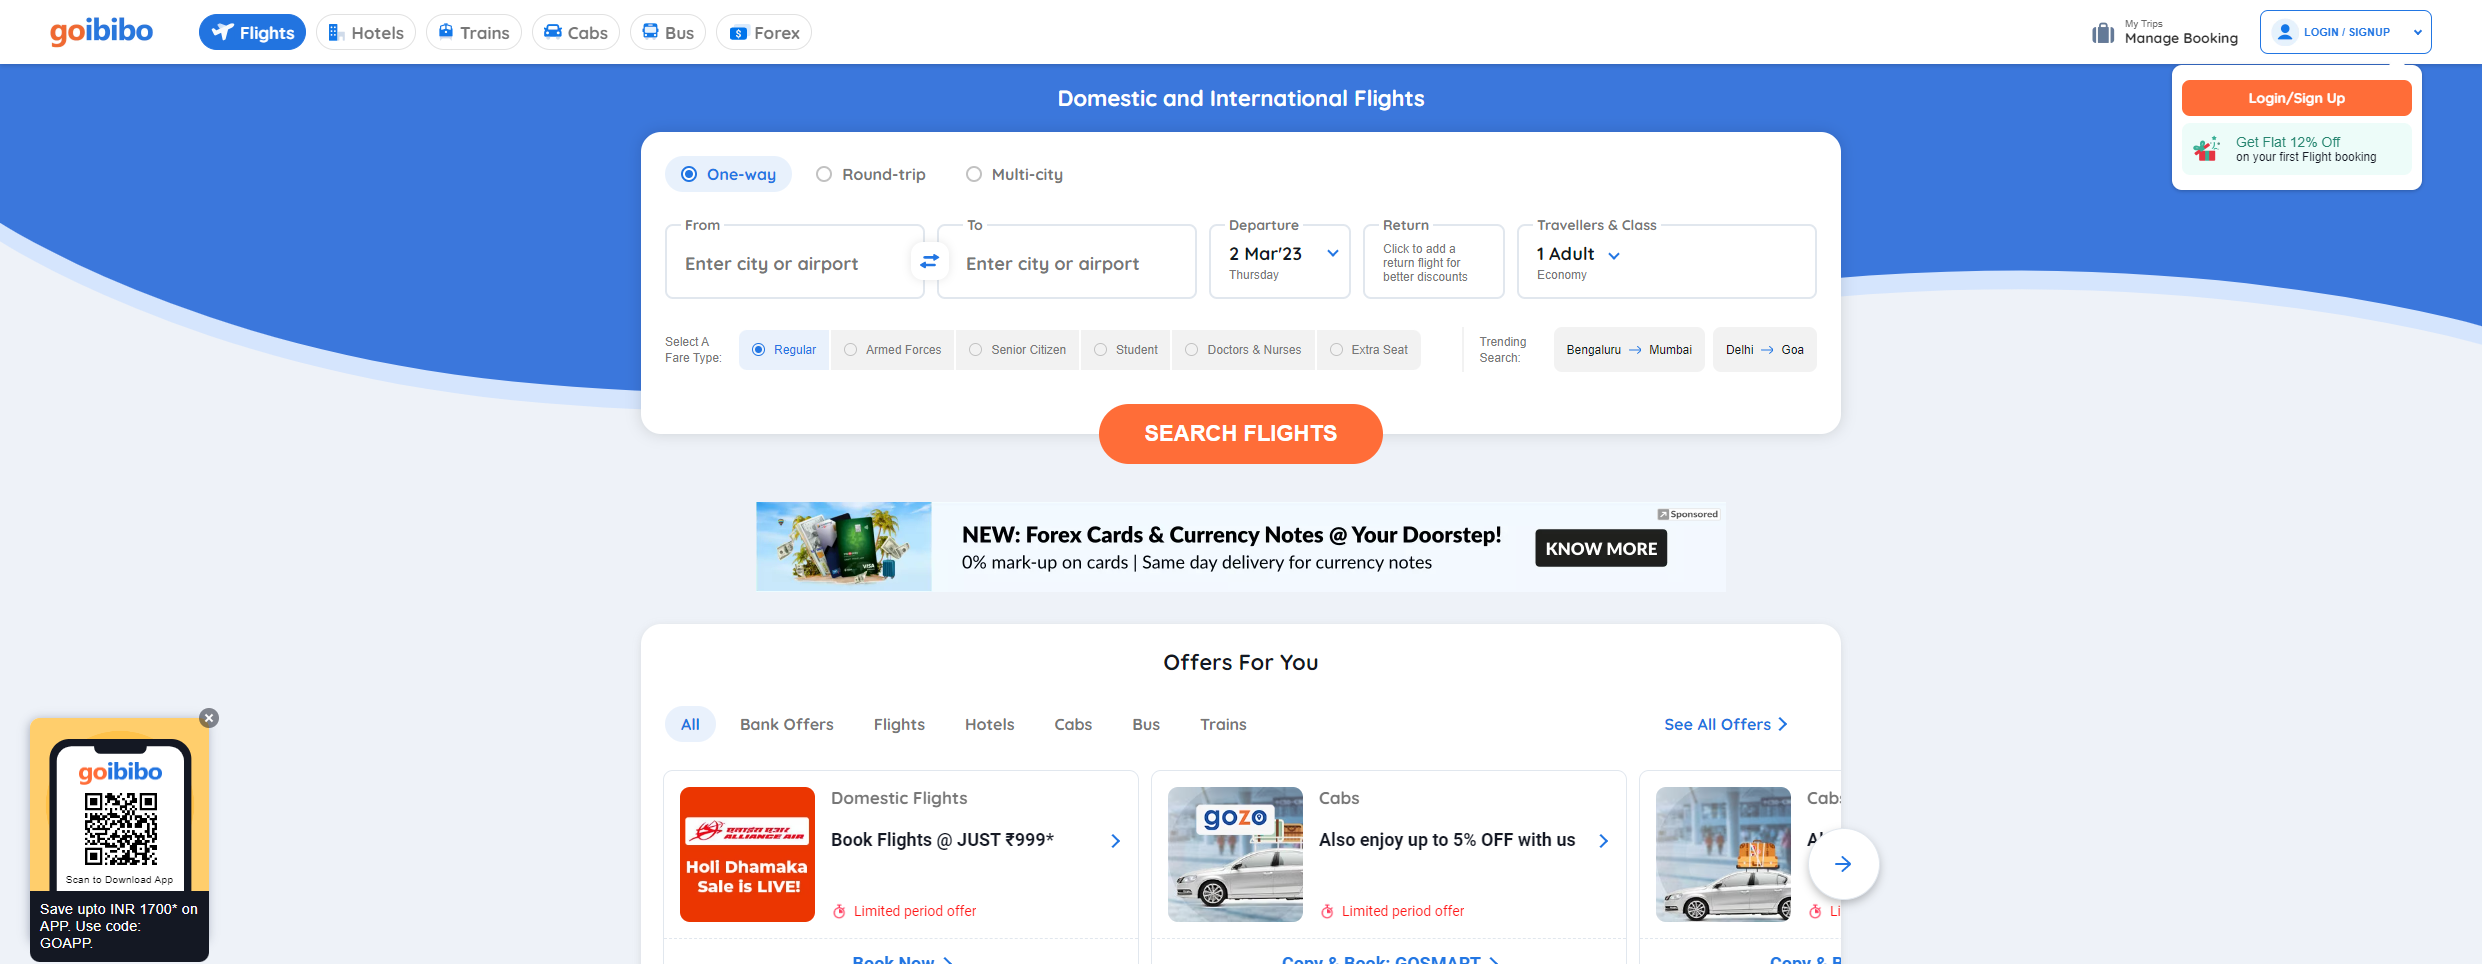 goibibo
Flights
Hotels
Trains
Cabs
Bus
Forex
My Trips
Manage Booking
LOGIN / SIGNUP
Login/Sign Up
Get Flat 12% Off
on your first Flight booking
Domestic and International Flights
One-way
Round-trip
Multi-city
From
Enter city or airport
To
Enter city or airport
Departure
2 Mar'23
Thursday
Return
Click to add a
return flight for
better discounts
Travellers & Class
1 Adult
Economy
Select A
Fare Type:
Regular
Armed Forces
Senior Citizen
Student
Doctors & Nurses
Extra Seat
Trending
Search:
Bengaluru → Mumbai
Delhi → Goa
SEARCH FLIGHTS
NEW: Forex Cards & Currency Notes @ Your Doorstep!
0% mark-up on cards | Same day delivery for currency notes
KNOW MORE
Sponsored
Offers For You
All
Bank Offers
Flights
Hotels
Cabs
Bus
Trains
See All Offers
ALLIANCE AIR
Holi Dhamaka
Sale is LIVE!
Domestic Flights
Book Flights @ JUST ₹999*
Limited period offer
Book Now
gozo
Cabs
Also enjoy up to 5% OFF with us
Limited period offer
Copy & Book: GOSMART
Cabs
Li
Copy & B
goibibo
Scan to Download App
Save upto INR 1700* on
APP. Use code:
GOAPP.